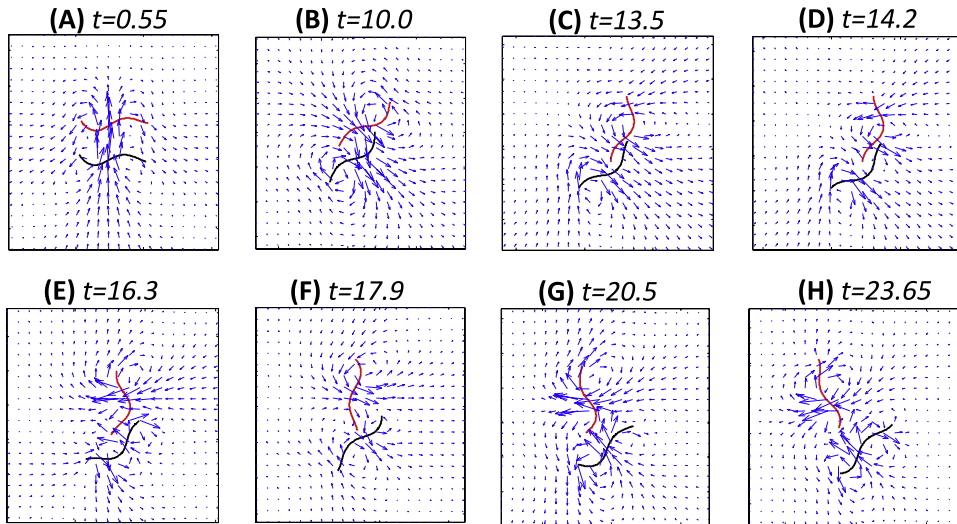 (A) t=0.55
(B) t=10.0
(C) t=13.5
(D) t=14.2
(E) t=16.3
(F) t=17.9
(G) t=20.5
(H) t=23.65